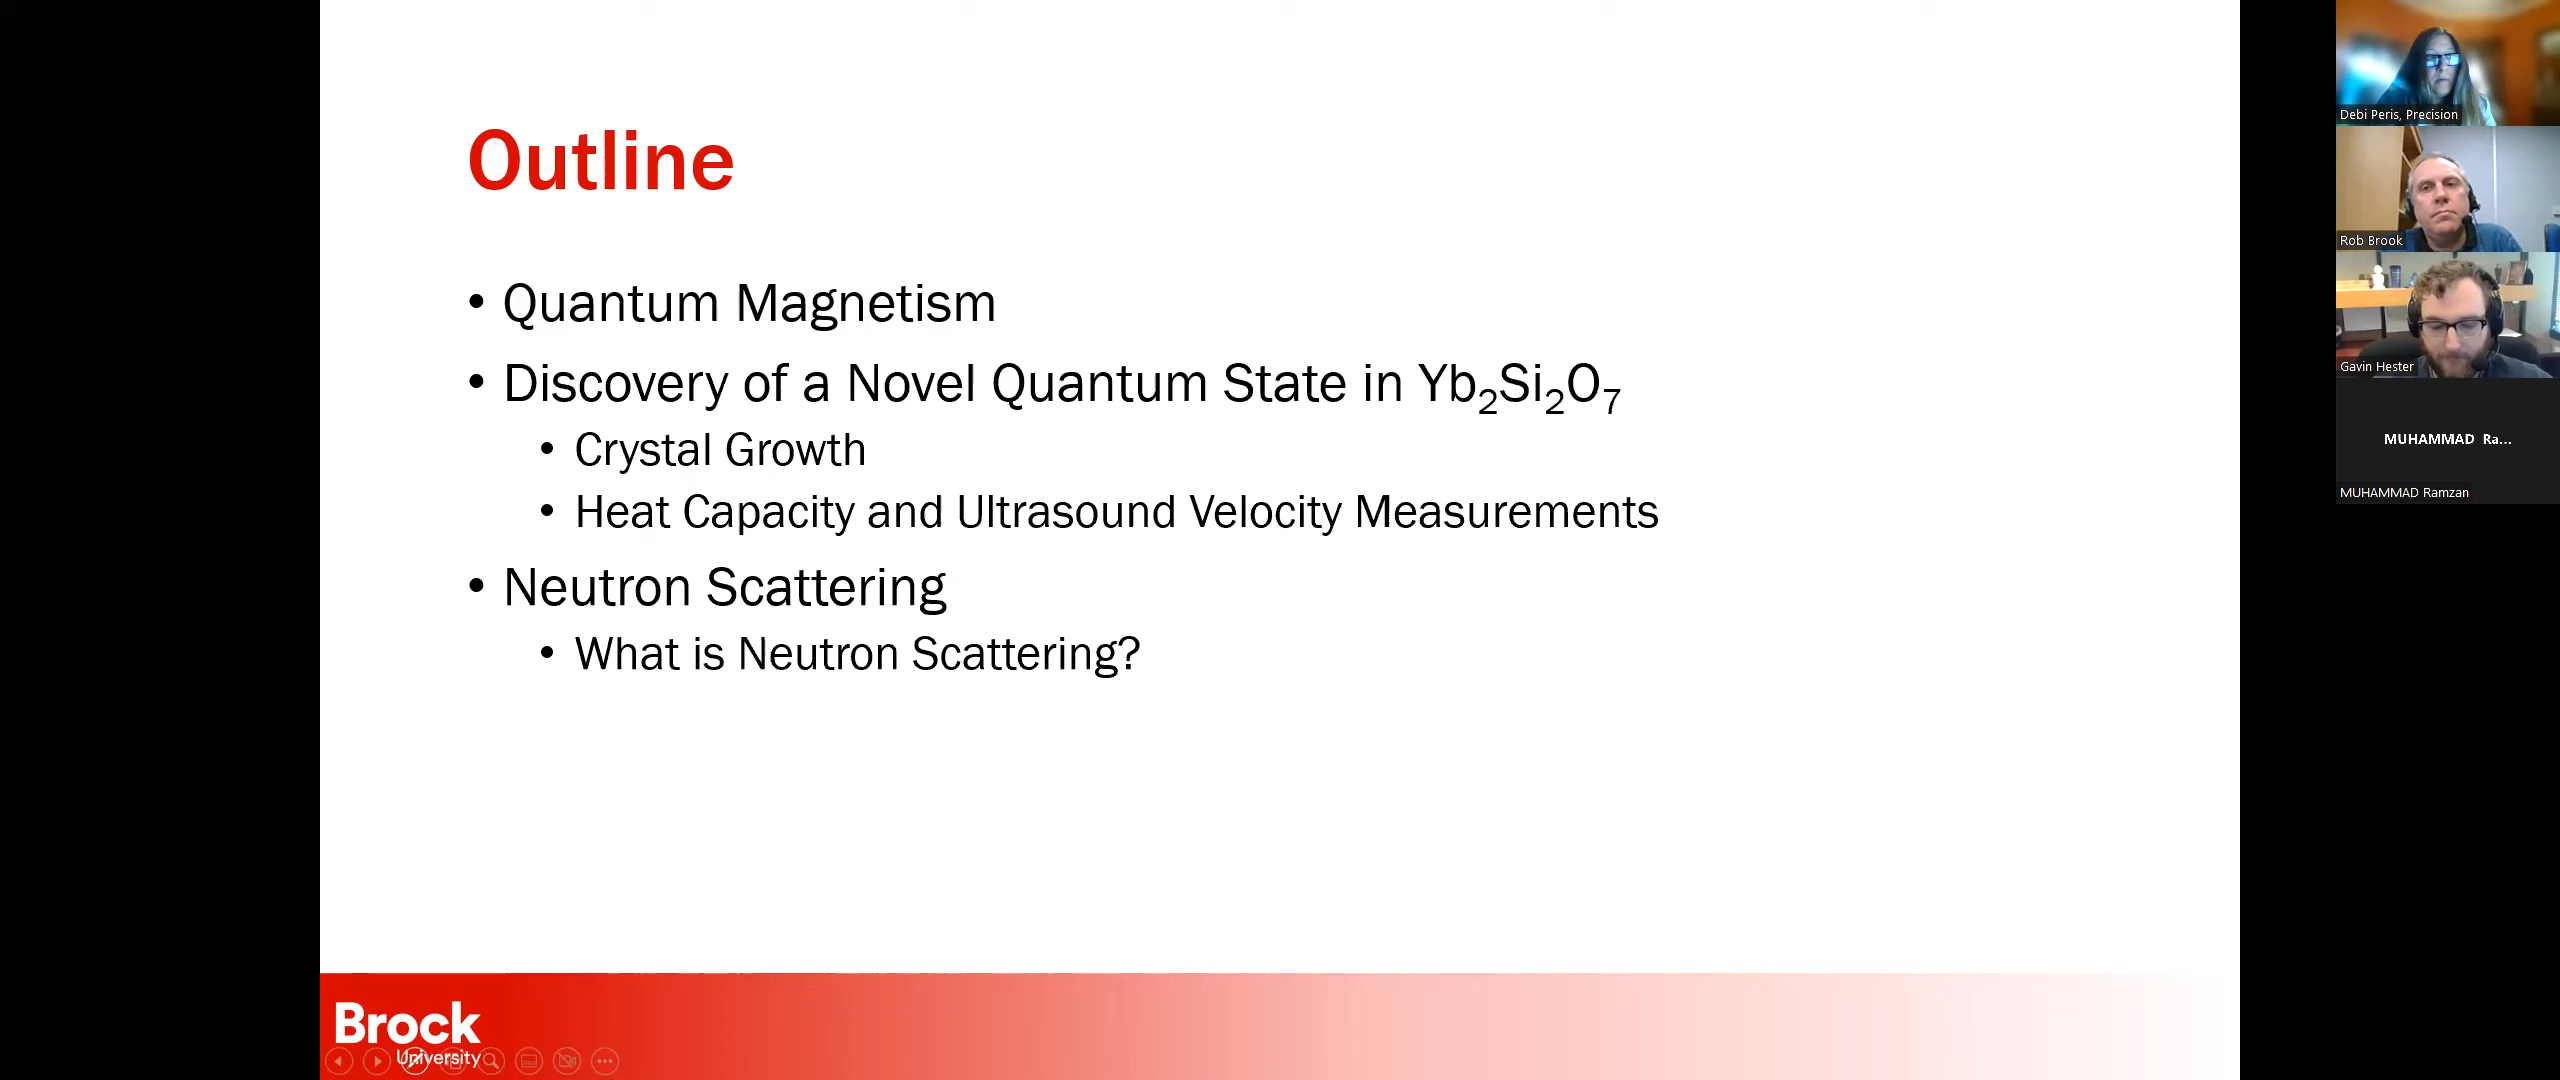 Outline
• Quantum Magnetism
• Discovery of a Novel Quantum State in Yb₂Si₂O₇
• Crystal Growth
• Heat Capacity and Ultrasound Velocity Measurements
• Neutron Scattering
• What is Neutron Scattering?
Brock
University
Debi Peris, Precision
Rob Brook
Gavin Hester
MUHAMMAD Ra...
MUHAMMAD Ramzan